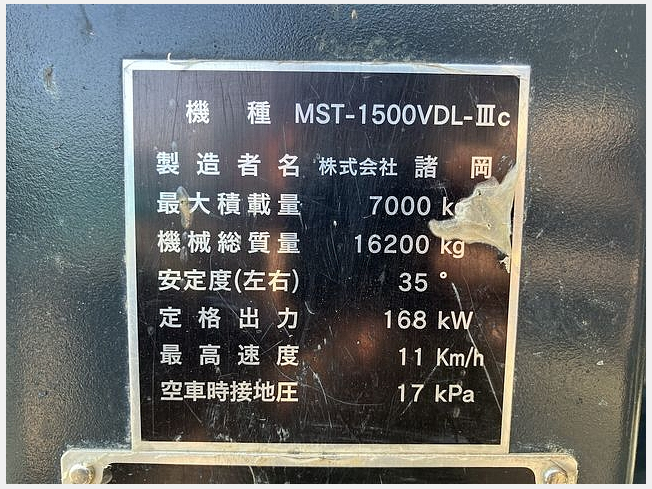 機種 MST-1500VDL-Ⅲc
製造者名 株式会社 諸岡
最大積載量 7000 kg
機械総質量 16200 kg
安定度(左右) 35 °
定格出力 168 kW
最高速度 11 Km/h
空車時接地圧 17 kPa